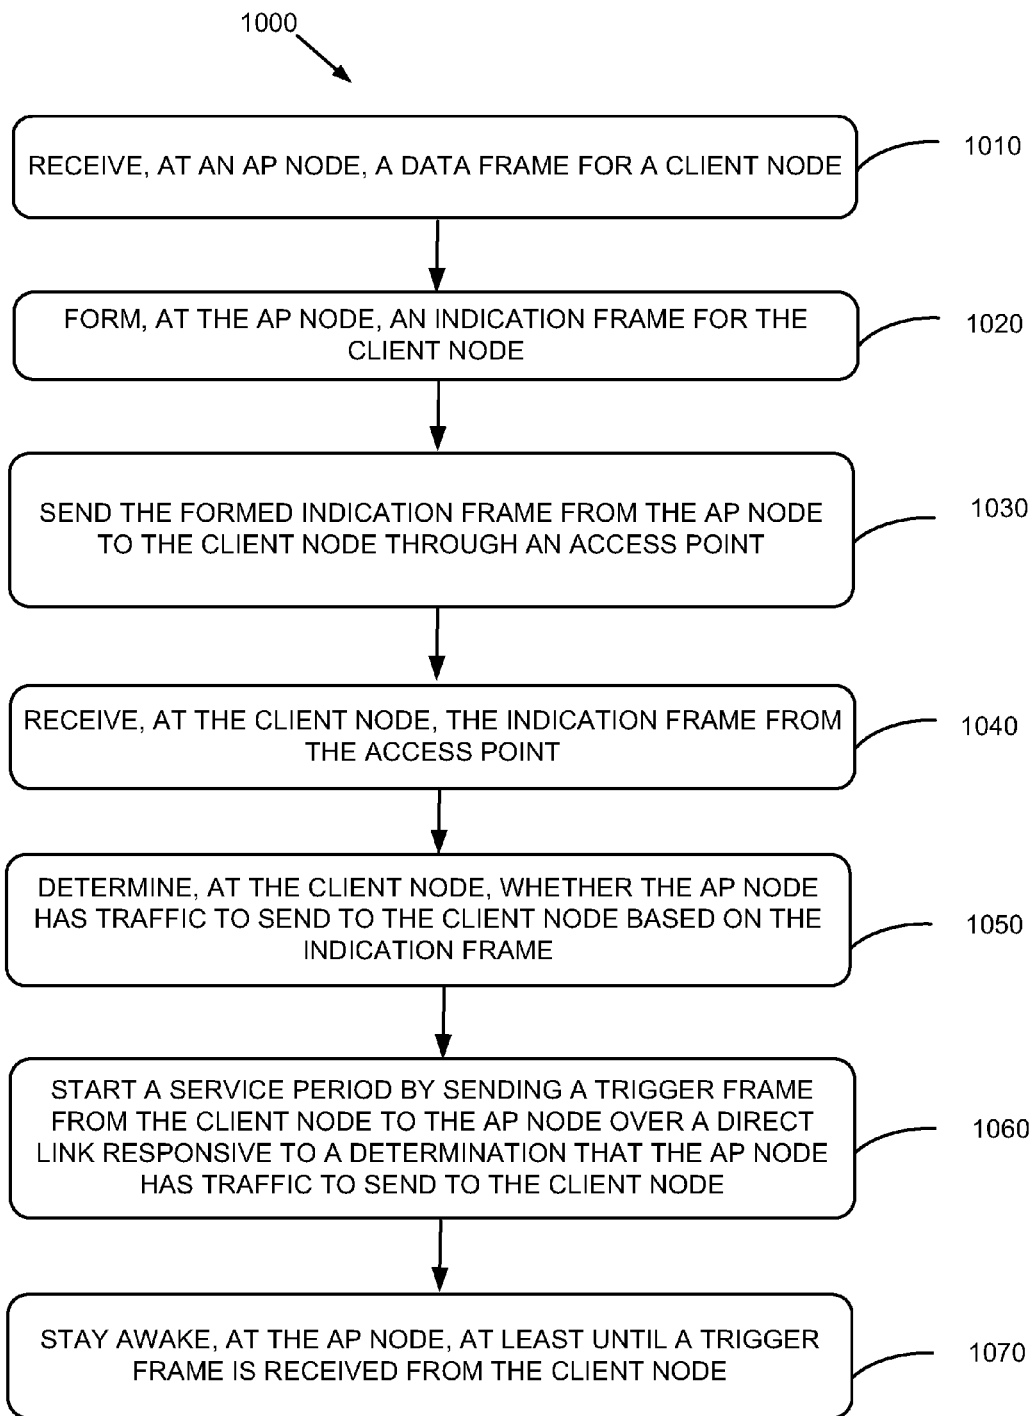 1000
RECEIVE, AT AN AP NODE, A DATA FRAME FOR A CLIENT NODE
1010
FORM, AT THE AP NODE, AN INDICATION FRAME FOR THE
CLIENT NODE
1020
SEND THE FORMED INDICATION FRAME FROM THE AP NODE
TO THE CLIENT NODE THROUGH AN ACCESS POINT
1030
RECEIVE, AT THE CLIENT NODE, THE INDICATION FRAME FROM
THE ACCESS POINT
1040
DETERMINE, AT THE CLIENT NODE, WHETHER THE AP NODE
HAS TRAFFIC TO SEND TO THE CLIENT NODE BASED ON THE
INDICATION FRAME
1050
START A SERVICE PERIOD BY SENDING A TRIGGER FRAME
FROM THE CLIENT NODE TO THE AP NODE OVER A DIRECT
LINK RESPONSIVE TO A DETERMINATION THAT THE AP NODE
HAS TRAFFIC TO SEND TO THE CLIENT NODE
1060
STAY AWAKE, AT THE AP NODE, AT LEAST UNTIL A TRIGGER
FRAME IS RECEIVED FROM THE CLIENT NODE
1070